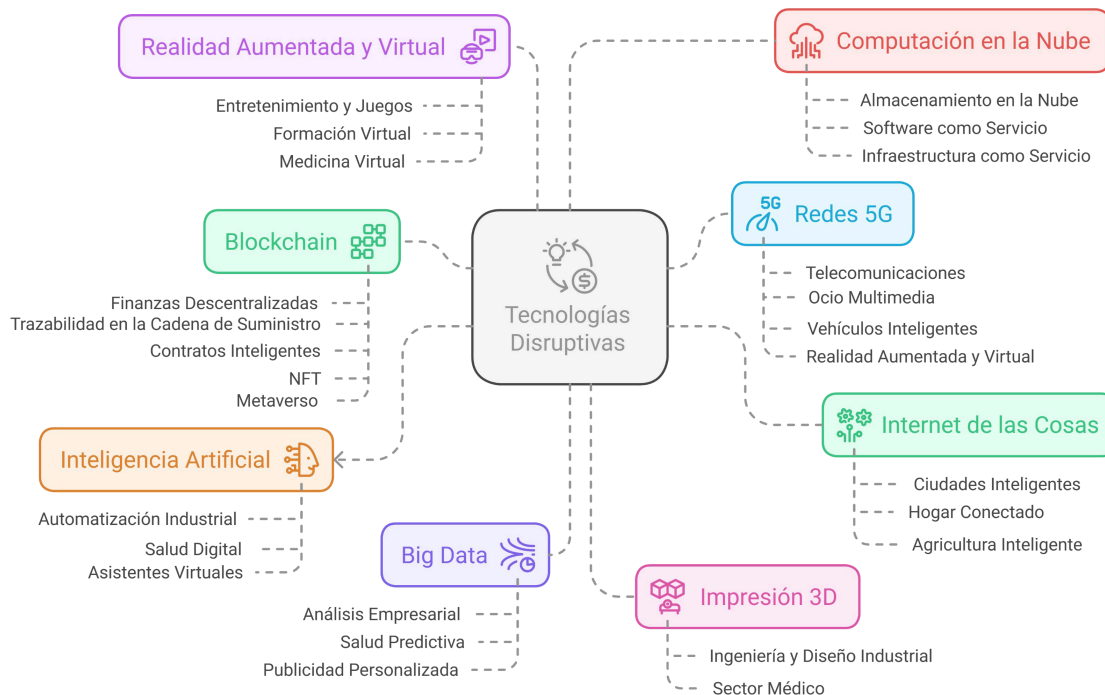 Realidad Aumentada y Virtual
Entretenimiento y Juegos
Formación Virtual
Medicina Virtual
Computación en la Nube
Almacenamiento en la Nube
Software como Servicio
Infraestructura como Servicio
Blockchain
Finanzas Descentralizadas
Trazabilidad en la Cadena de Suministro
Contratos Inteligentes
NFT
Metaverso
Tecnologías
Disruptivas
5G
Redes 5G
Telecomunicaciones
Ocio Multimedia
Vehículos Inteligentes
Realidad Aumentada y Virtual
Inteligencia Artificial
Automatización Industrial
Salud Digital
Asistentes Virtuales
Internet de las Cosas
Ciudades Inteligentes
Hogar Conectado
Agricultura Inteligente
Big Data
Análisis Empresarial
Salud Predictiva
Publicidad Personalizada
Impresión 3D
Ingeniería y Diseño Industrial
Sector Médico